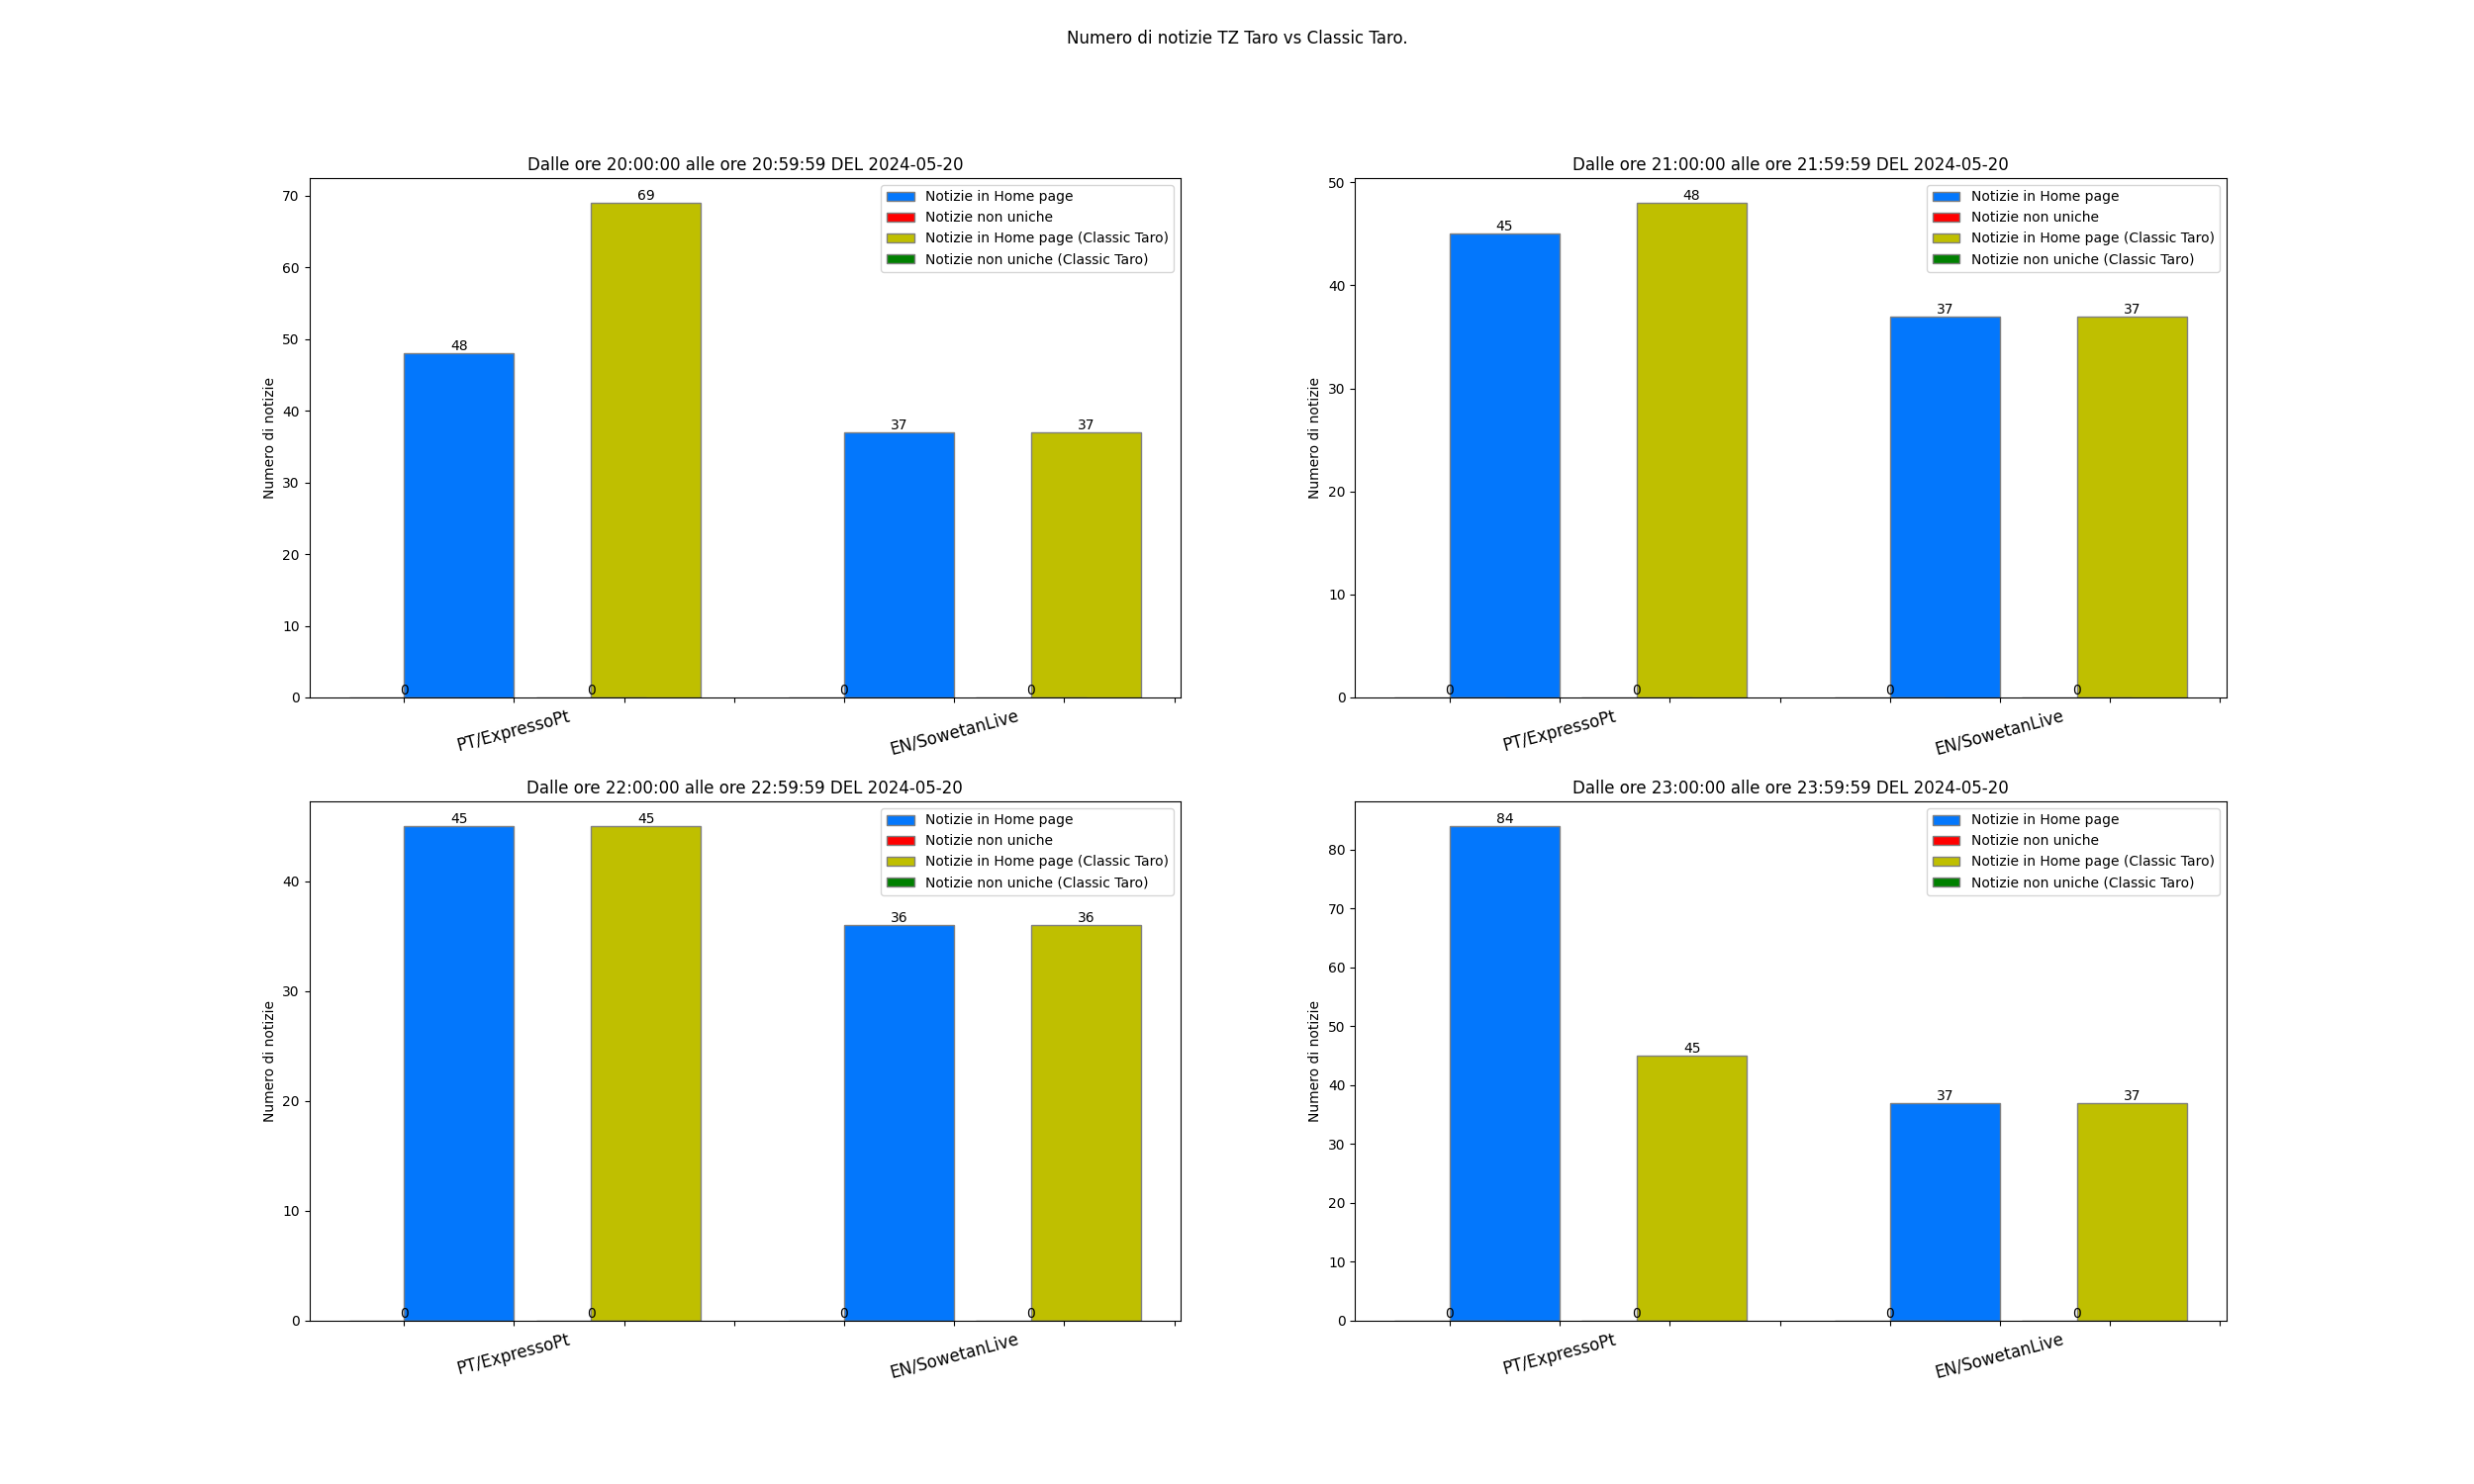 Numero di notizie TZ Taro vs Classic Taro.
Dalle ore 20:00:00 alle ore 20:59:59 DEL 2024-05-20
Numero di notizie
70
60
50
40
30
20
10
0
Notizie in Home page
Notizie non uniche
Notizie in Home page (Classic Taro)
Notizie non uniche (Classic Taro)
48
69
37
37
0
0
0
0
PT/ExpressoPt
EN/SowetanLive
Dalle ore 21:00:00 alle ore 21:59:59 DEL 2024-05-20
Numero di notizie
50
40
30
20
10
0
Notizie in Home page
Notizie non uniche
Notizie in Home page (Classic Taro)
Notizie non uniche (Classic Taro)
45
48
37
37
0
0
0
0
PT/ExpressoPt
EN/SowetanLive
Dalle ore 22:00:00 alle ore 22:59:59 DEL 2024-05-20
Numero di notizie
40
30
20
10
0
Notizie in Home page
Notizie non uniche
Notizie in Home page (Classic Taro)
Notizie non uniche (Classic Taro)
45
45
36
36
0
0
0
0
PT/ExpressoPt
EN/SowetanLive
Dalle ore 23:00:00 alle ore 23:59:59 DEL 2024-05-20
Numero di notizie
80
70
60
50
40
30
20
10
0
Notizie in Home page
Notizie non uniche
Notizie in Home page (Classic Taro)
Notizie non uniche (Classic Taro)
84
45
37
37
0
0
0
0
PT/ExpressoPt
EN/SowetanLive